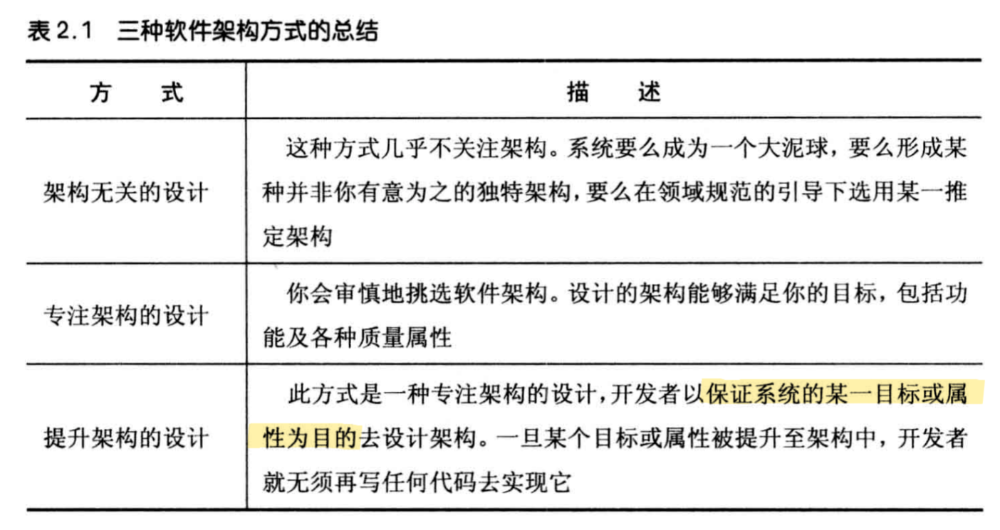 表 2.1 三种软件架构方式的总结
方 式 描 述
这种方式几乎不关注架构。系统要么成为一个大泥球，要么形成某
架构无关的设计 种并非你有意为之的独特架构，要么在领域规范的引导下选用某一推
定架构
你会审慎地挑选软件架构。设计的架构能够满足你的目标，包括功
专注架构的设计
能及各种质量属性
此方式是一种专注架构的设计，开发者以保证系统的某一目标或属
提升架构的设计 性为目的去设计架构。一旦某个目标或属性被提升至架构中，开发者
就无须再写任何代码去实现它